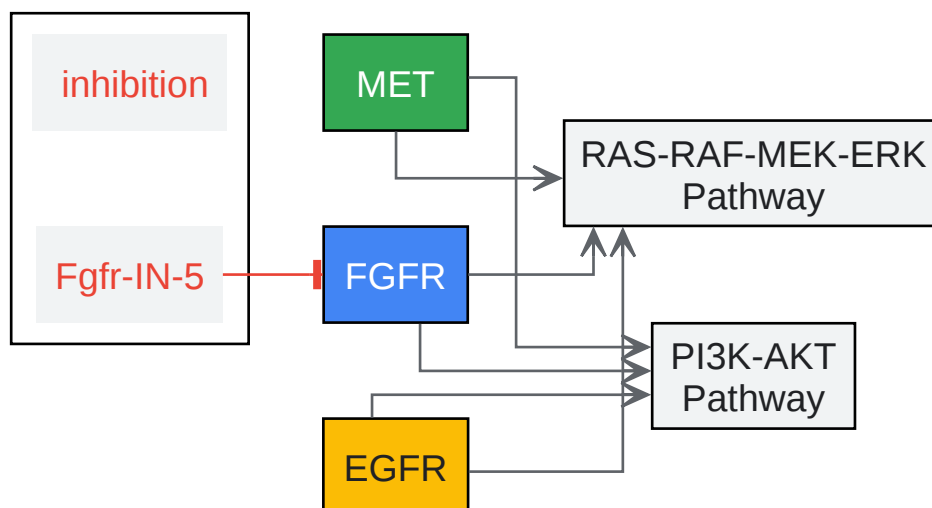 inhibition
MET
RAS-RAF-MEK-ERK
Pathway
Fgfr-IN-5
FGFR
PI3K-AKT
Pathway
EGFR